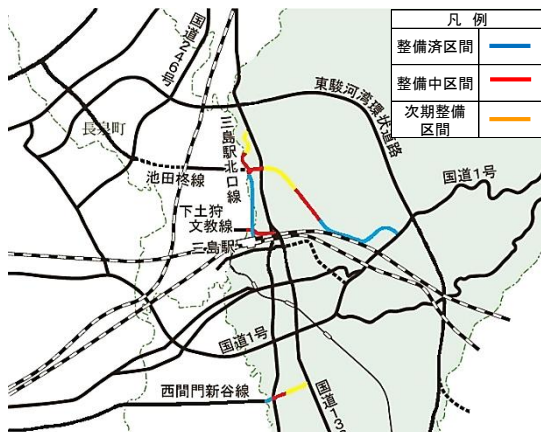 凡 例
整備済区間
整備中区間
次期整備
区間
国道246号
東駿河湾環状道路
長泉町
三島駅北口線
池田柊線
国道1号
下土狩
文教線
三島駅
国道1号
西間門新谷線
国道13